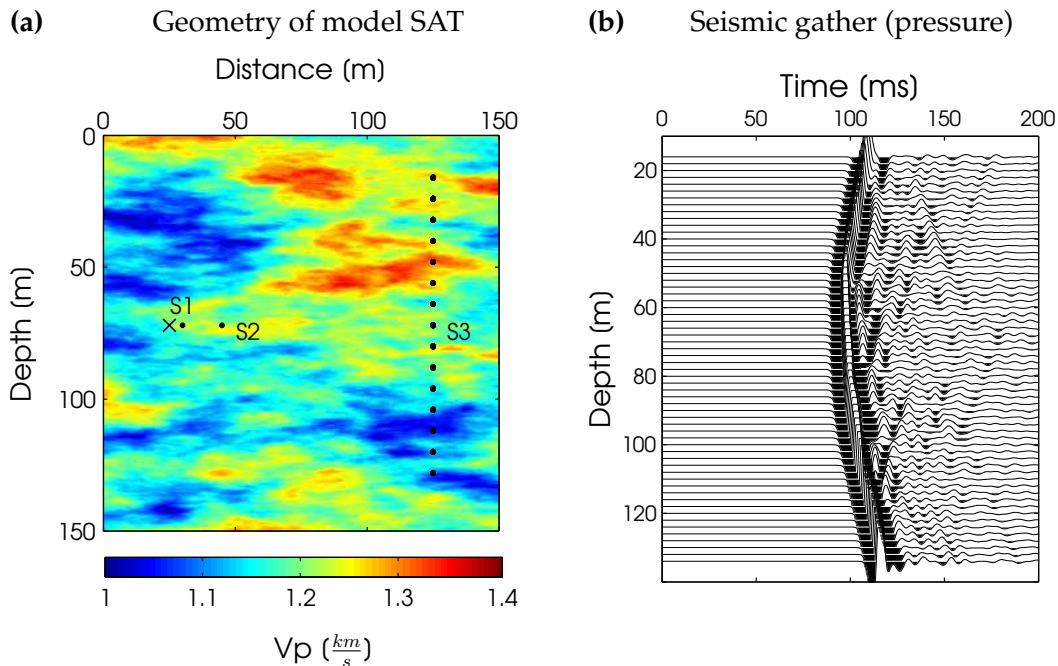 (a) Geometry of model SAT
Distance (m)
0 50 100 150
0
50
100
150
Depth (m)
S1
S2
S3
1 1.1 1.2 1.3 1.4
Vp (km/s)
(b) Seismic gather (pressure)
Time (ms)
0 50 100 150 200
20
40
60
80
100
120
Depth (m)